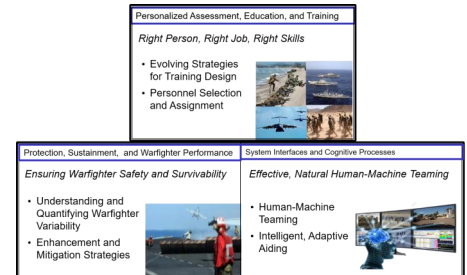 Personalized Assessment, Education, and Training
Right Person, Right Job, Right Skills
• Evolving Strategies
for Training Design
• Personnel Selection
and Assignment
Protection, Sustainment, and Warfighter Performance
Ensuring Warfighter Safety and Survivability
• Understanding and
Quantifying Warfighter
Variability
• Enhancement and
Mitigation Strategies
System Interfaces and Cognitive Processes
Effective, Natural Human-Machine Teaming
• Human-Machine
Teaming
• Intelligent, Adaptive
Aiding